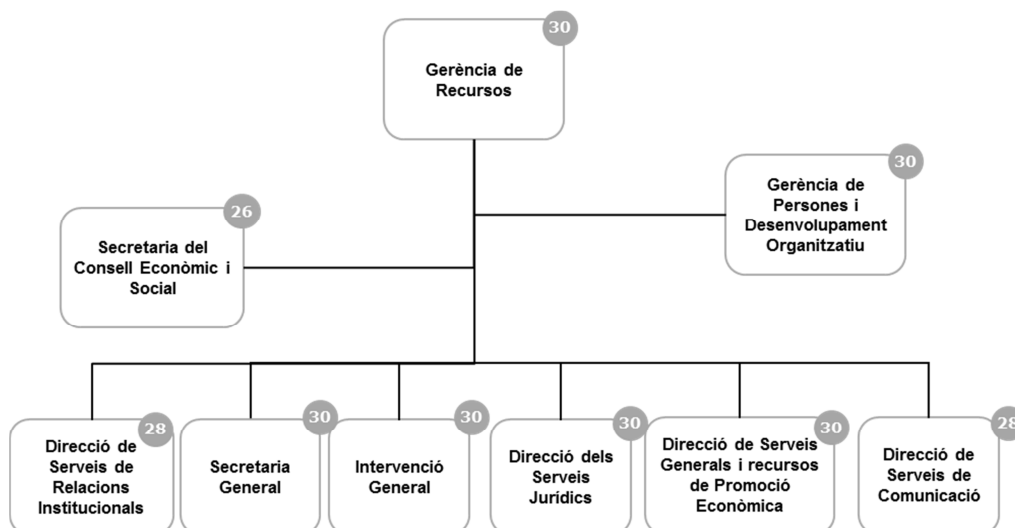 30
Gerència de
Recursos
30
Gerència de
Persones i
Desenvolupament
Organitzatiu
26
Secretaria del
Consell Econòmic i
Social
28
Direcció de
Serveis de
Relacions
Institucionals
30
Secretaria
General
30
Intervenció
General
30
Direcció dels
Serveis
Jurídics
30
Direcció de Serveis
Generals i recursos
de Promoció
Econòmica
28
Direcció de
Serveis de
Comunicació